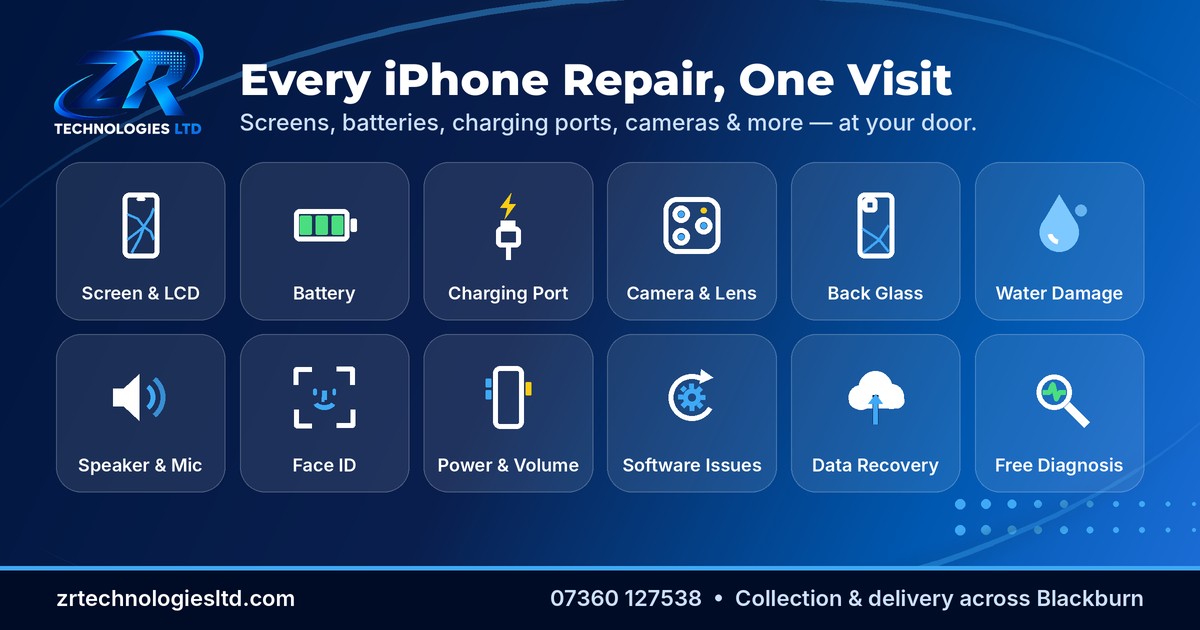 ZR
TECHNOLOGIES LTD
Every iPhone Repair, One Visit
Screens, batteries, charging ports, cameras & more — at your door.
Screen & LCD
Battery
Charging Port
Camera & Lens
Back Glass
Water Damage
Speaker & Mic
Face ID
Power & Volume
Software Issues
Data Recovery
Free Diagnosis
zrtechnologiesltd.com
07360 127538 • Collection & delivery across Blackburn